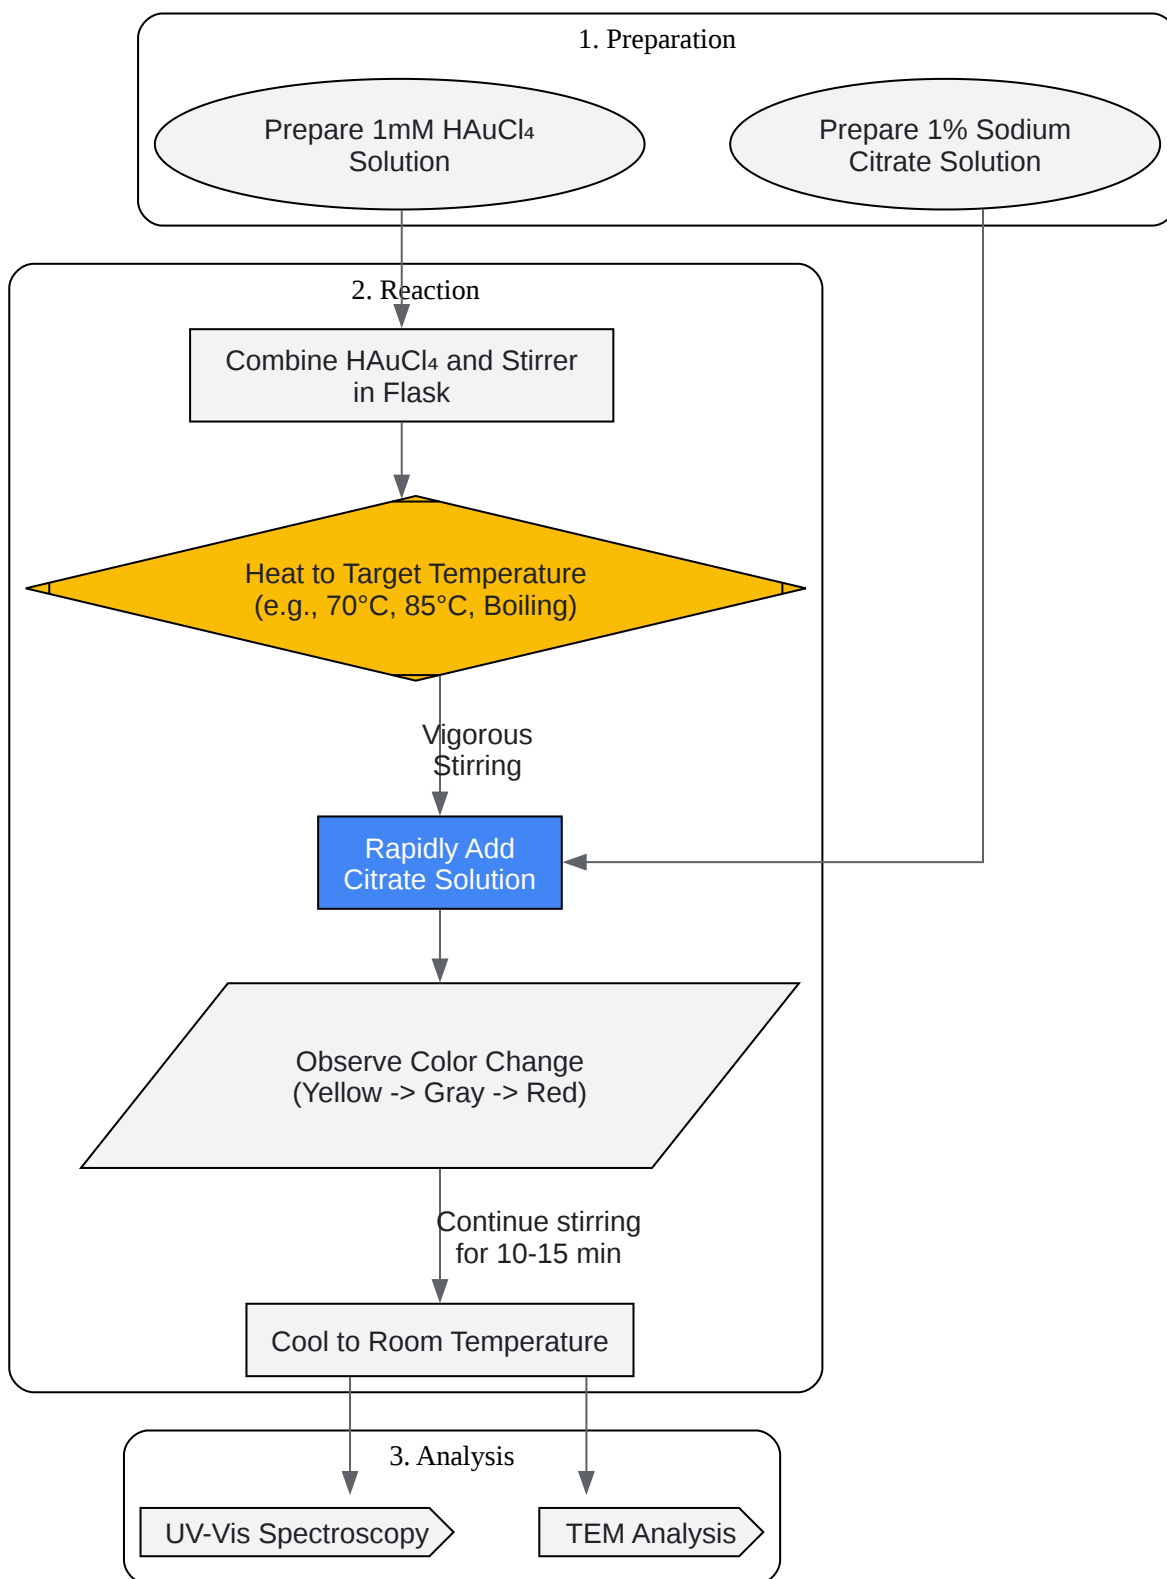 1. Preparation
Prepare 1mM HAuCl₄
Solution
Prepare 1% Sodium
Citrate Solution
2. Reaction
Combine HAuCl₄ and Stirrer
in Flask
Heat to Target Temperature
(e.g., 70°C, 85°C, Boiling)
Vigorous
Stirring
Rapidly Add
Citrate Solution
Observe Color Change
(Yellow -> Gray -> Red)
Continue stirring
for 10-15 min
Cool to Room Temperature
3. Analysis
UV-Vis Spectroscopy
TEM Analysis